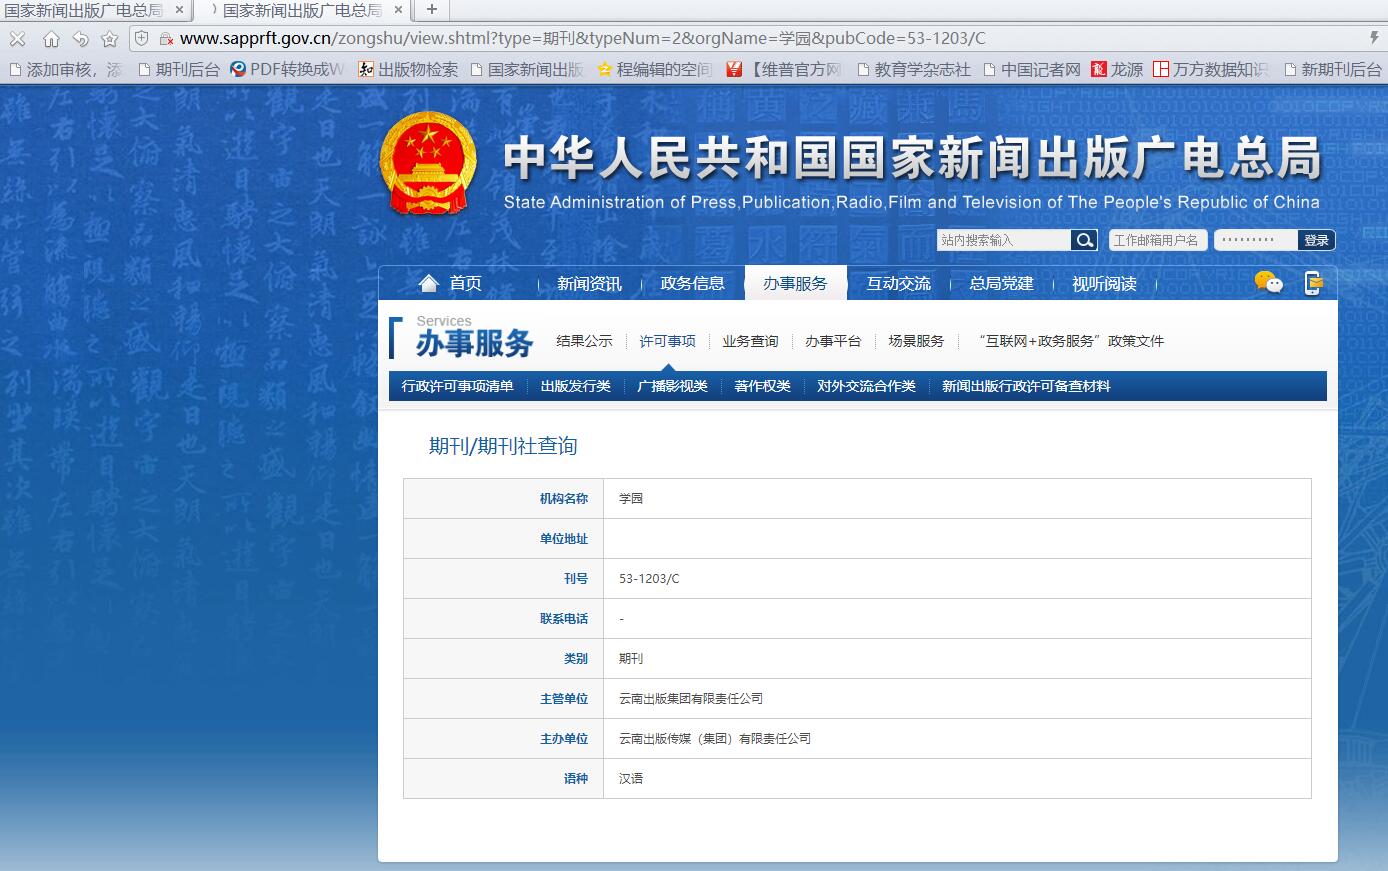 国家新闻出版广电总局
国家新闻出版广电总局
www.sapprft.gov.cn/zongshu/view.shtml?type=期刊&typeNum=2&orgName=学园&pubCode=53-1203/C
添加审核，添
期刊后台
PDF转换成W
出版物检索
国家新闻出版
程编辑的空间
【维普官方网
教育学杂志社
中国记者网
龙源
万方数据知识
新期刊后台
中华人民共和国国家新闻出版广电总局
State Administration of Press,Publication,Radio,Film and Television of The People's Republic of China
站内搜索输入
工作邮箱用户名
登录
首页
新闻资讯
政务信息
办事服务
互动交流
总局党建
视听阅读
Services
办事服务
结果公示
许可事项
业务查询
办事平台
场景服务
“互联网+政务服务”政策文件
行政许可事项清单
出版发行类
广播影视类
著作权类
对外交流合作类
新闻出版行政许可备查材料
期刊/期刊社查询
机构名称 学园
单位地址
刊号 53-1203/C
联系电话 -
类别 期刊
主管单位 云南出版集团有限责任公司
主办单位 云南出版传媒（集团）有限责任公司
语种 汉语